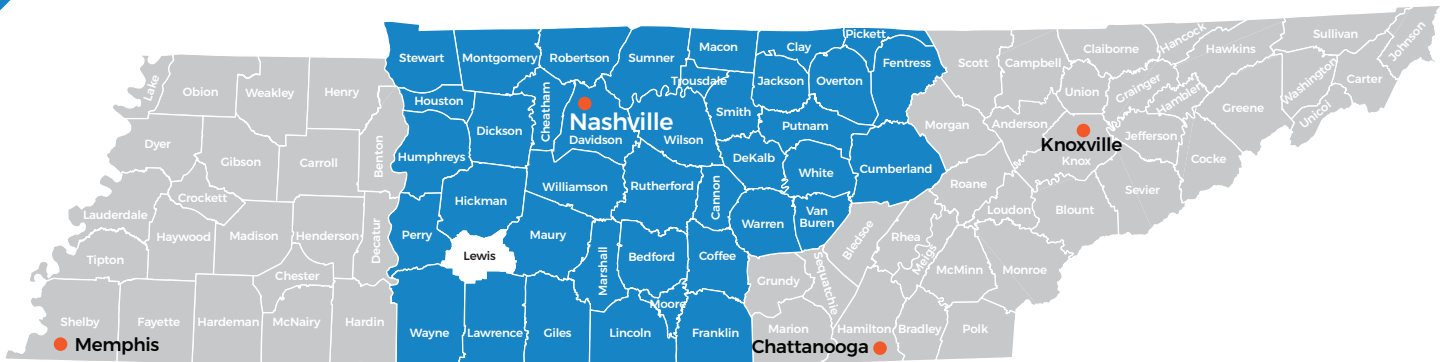 Stewart
Montgomery
Robertson
Sumner
Macon
Clay
Pickett
Fentress
Scott
Campbell
Claiborne
Hancock
Hawkins
Sullivan
Johnson
Lake
Obion
Weakley
Henry
Houston
Dickson
Cheatham
Trousdale
Smith
Jackson
Overton
Union
Grainger
Hamblen
Greene
Washington
Carter
Unicoi
Nashville
Davidson
Wilson
Putnam
Morgan
Anderson
Knoxville
Knox
Jefferson
Cocke
Dyer
Gibson
Carroll
Benton
Humphreys
DeKalb
White
Cumberland
Roane
Loudon
Blount
Sevier
Crockett
Lauderdale
Haywood
Madison
Henderson
Decatur
Hickman
Williamson
Rutherford
Cannon
Warren
Van
Buren
Bledsoe
Rhea
Meigs
McMinn
Monroe
Tipton
Chester
Perry
Lewis
Maury
Marshall
Bedford
Coffee
Grundy
Sequatchie
Shelby
Fayette
Hardeman
McNairy
Hardin
Wayne
Lawrence
Giles
Lincoln
Moore
Franklin
Marion
Hamilton
Bradley
Polk
Memphis
Chattanooga